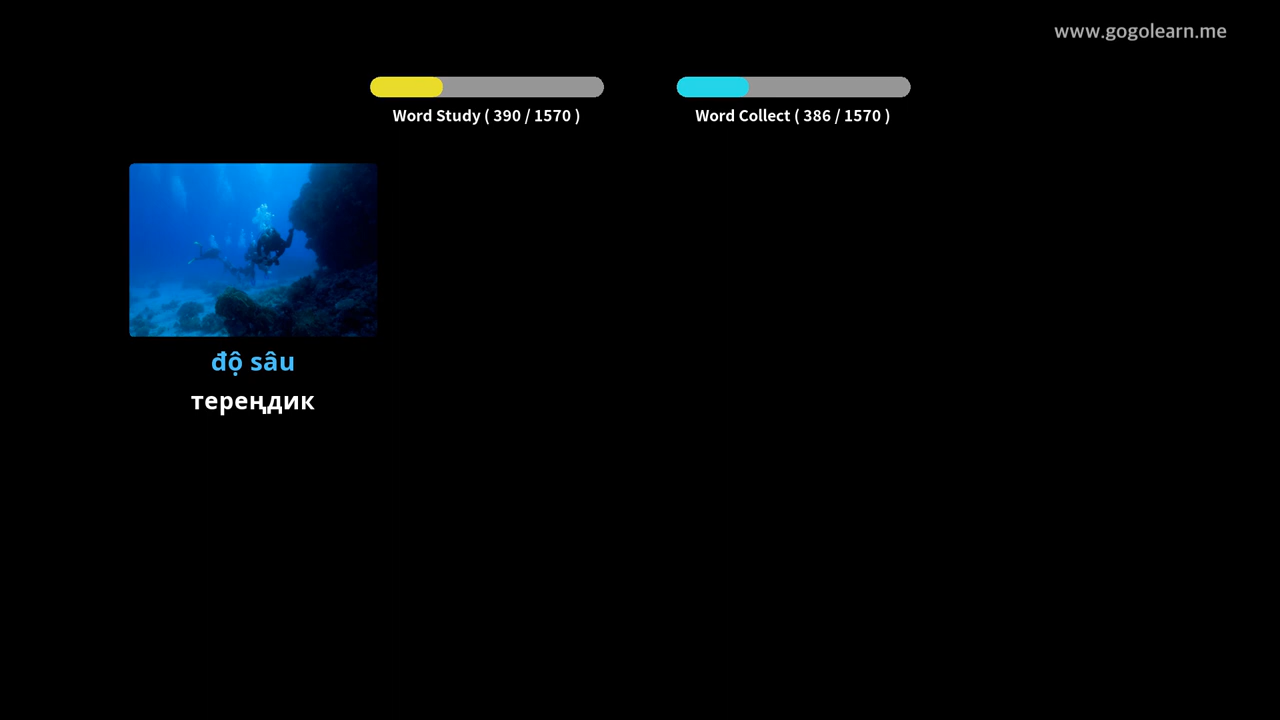 www.gogolearn.me
Word Study ( 390 / 1570 )
Word Collect ( 386 / 1570 )
độ sâu
тереңдик